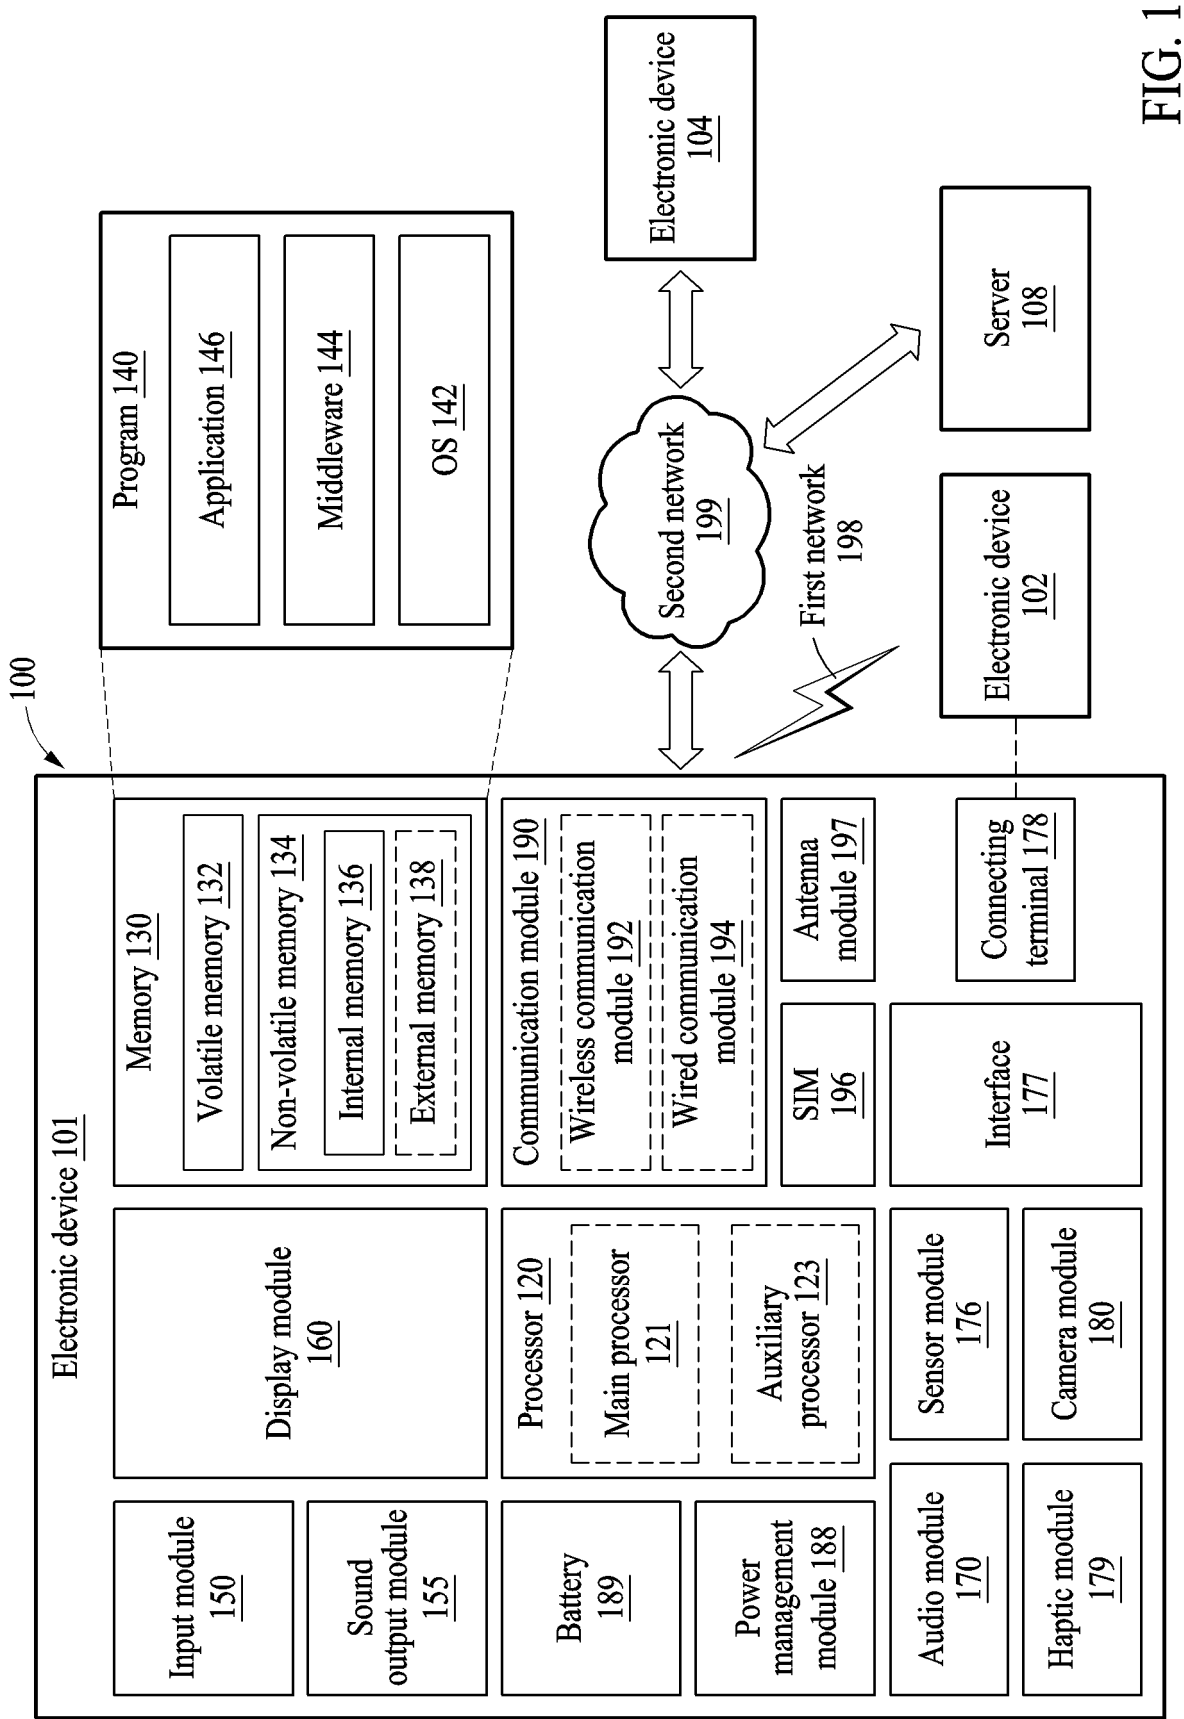 100
Electronic device 101
Input module
150
Sound
output module
155
Battery
189
Power
management
module 188
Audio module
170
Haptic module
179
Display module
160
Processor 120
Main processor
121
Auxiliary
processor 123
Sensor module
176
Camera module
180
Memory 130
Volatile memory 132
Non-volatile memory 134
Internal memory 136
External memory 138
Communication module 190
Wireless communication
module 192
Wired communication
module 194
SIM
196
Antenna
module 197
Interface
177
Connecting
terminal 178
Program 140
Application 146
Middleware 144
OS 142
Second network
199
First network
198
Electronic device
104
Electronic device
102
Server
108
FIG. 1